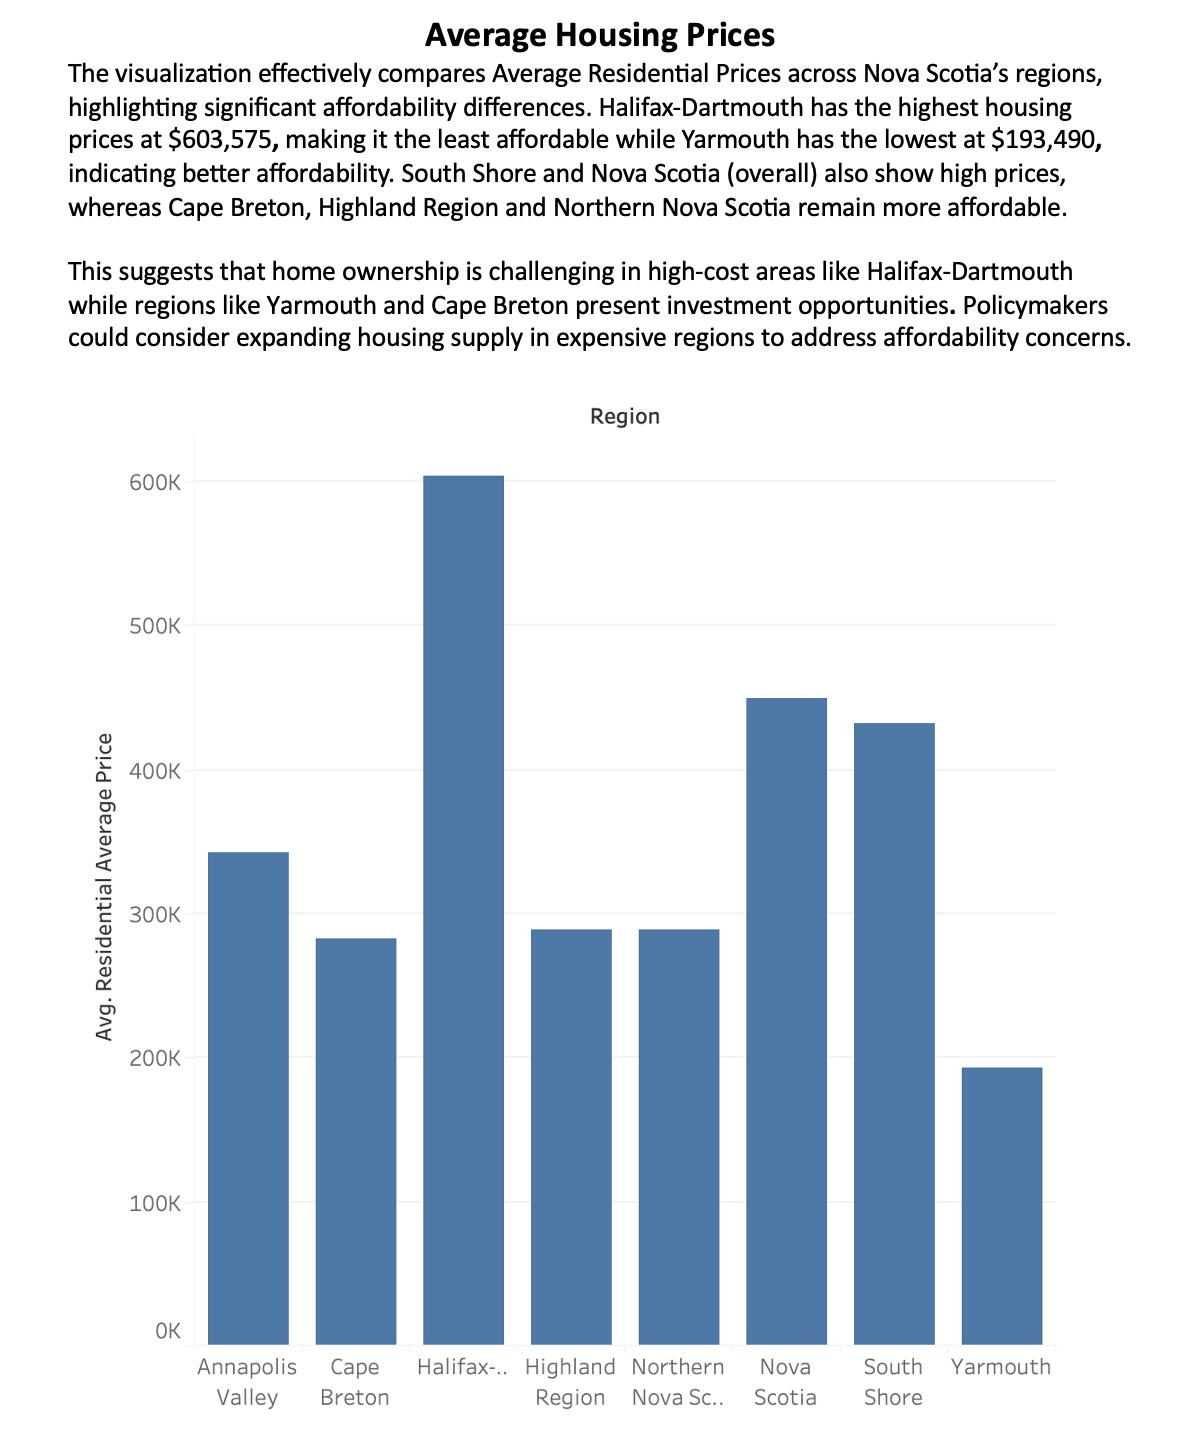 Average Housing Prices
The visualization effectively compares Average Residential Prices across Nova Scotia’s regions,
highlighting significant affordability differences. Halifax-Dartmouth has the highest housing
prices at $603,575, making it the least affordable while Yarmouth has the lowest at $193,490,
indicating better affordability. South Shore and Nova Scotia (overall) also show high prices,
whereas Cape Breton, Highland Region and Northern Nova Scotia remain more affordable.
This suggests that home ownership is challenging in high-cost areas like Halifax-Dartmouth
while regions like Yarmouth and Cape Breton present investment opportunities. Policymakers
could consider expanding housing supply in expensive regions to address affordability concerns.
Region
Avg. Residential Average Price
600K
500K
400K
300K
200K
100K
0K
Annapolis Cape Halifax-.. Highland Northern Nova South Yarmouth
Valley Breton Region Nova Sc.. Scotia Shore